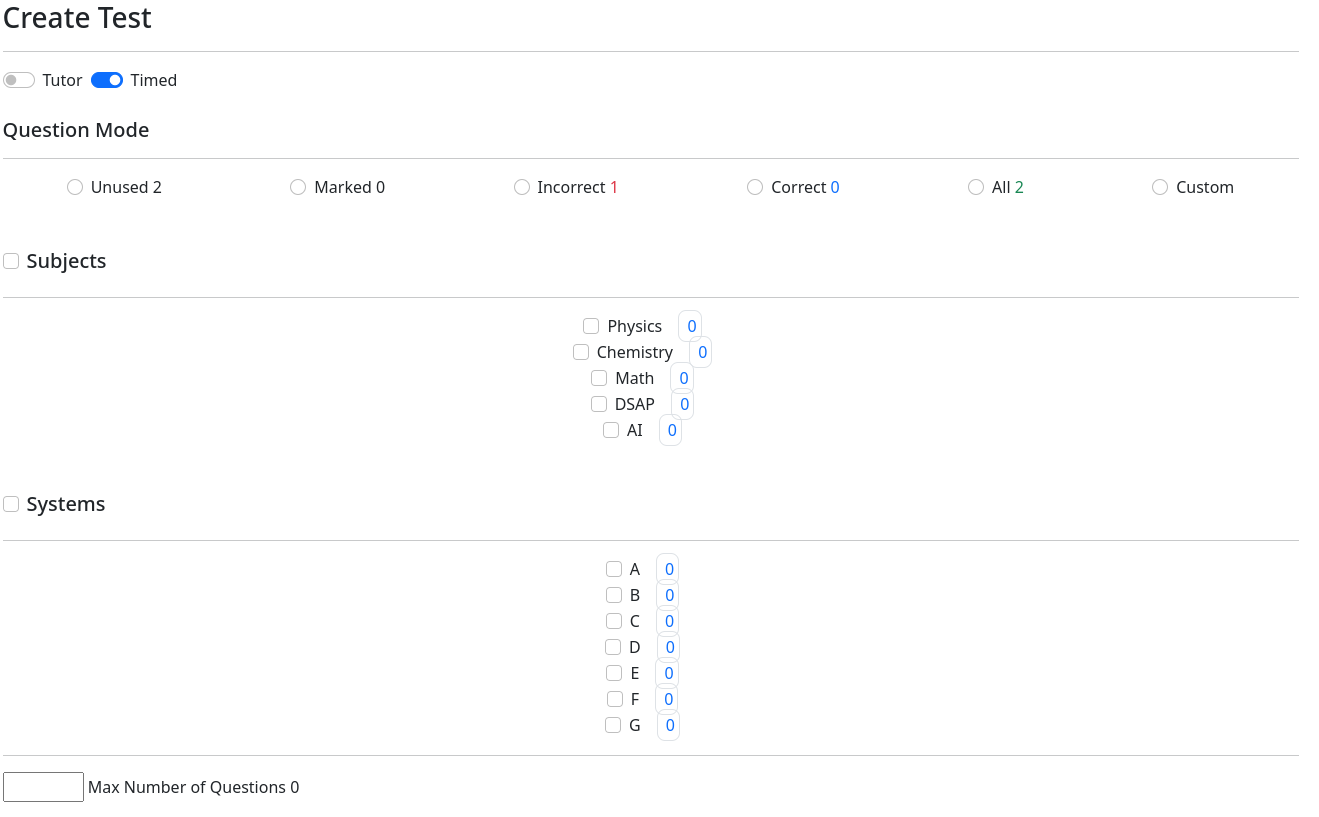 Create Test
Tutor Timed
Question Mode
Unused 2 Marked 0 Incorrect 1 Correct 0 All 2 Custom
Subjects
Physics 0
Chemistry 0
Math 0
DSAP 0
AI 0
Systems
A 0
B 0
C 0
D 0
E 0
F 0
G 0
Max Number of Questions 0